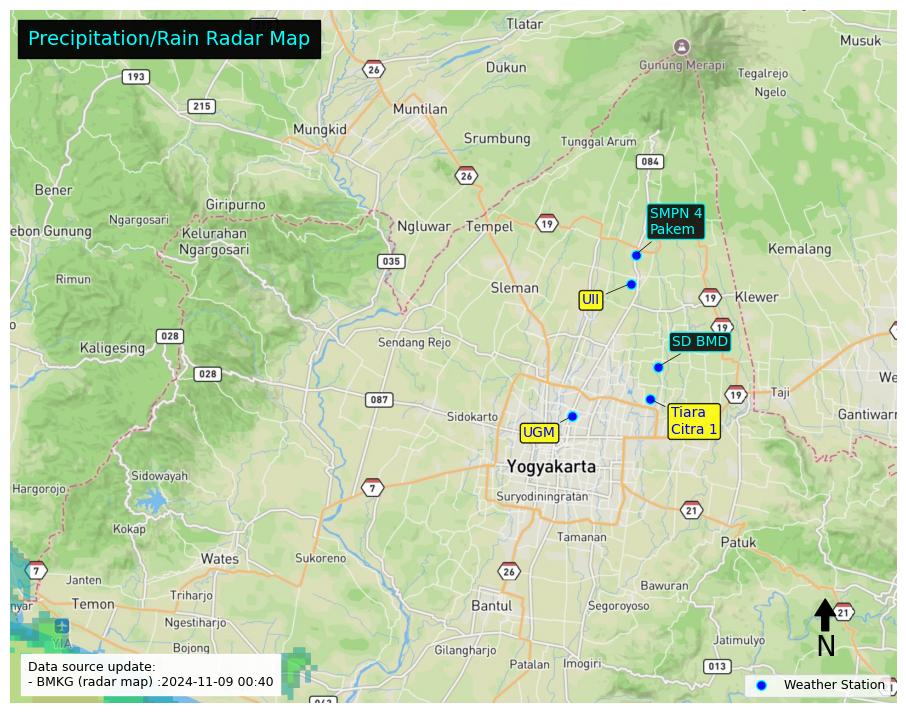 Precipitation/Rain Radar Map
Tlatar
Musuk
26
Dukun
Gunung Merapi
Tegalrejo
193
Ngelo
215
Muntilan
Mungkid
Srumbung
Tunggal Arum
084
26
Bener
Giripurno
SMPN 4
Pakem
Ngargosari
Ngluwar
Tempel
19
ebon Gunung
Kelurahan
Ngargosari
Kemalang
035
Rimun
Sleman
UII
19
Klewer
19
028
Kaligesing
Sendang Rejo
SD BMD
028
We
087
19
Taji
Sidokarto
Tiara
Citra 1
Gantiwarn
UGM
Yogyakarta
Sidowayah
7
Hargorojo
Suryodiningratan
21
Kokap
Tamanan
Patuk
Wates
Sukoreno
7
26
Janten
Bawuran
nyar
Temon
Triharjo
Bantul
Segoroyoso
21
Ngestiharjo
YIA
Bojong
Gilangharjo
Jatimulyo
N
Patalan
Imogiri
013
Data source update:
- BMKG (radar map) :2024-11-09 00:40
Weather Station